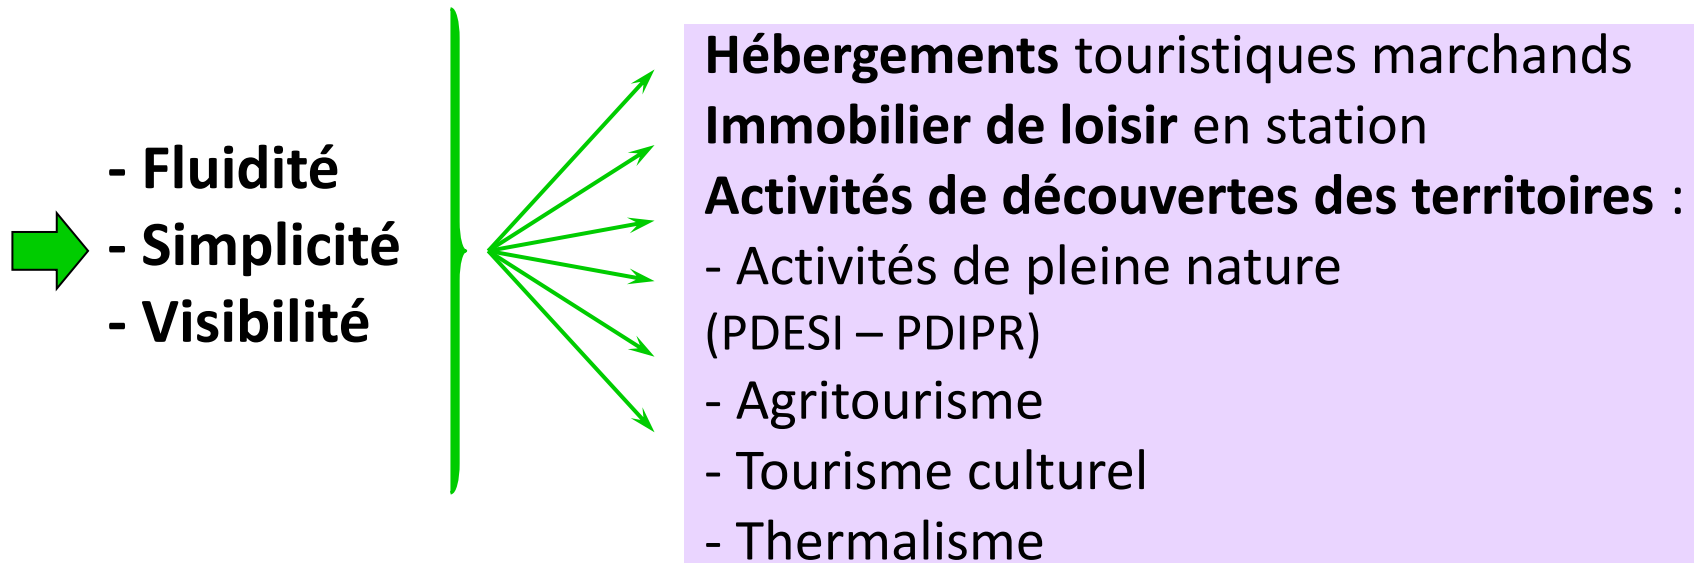 - Fluidité
- Simplicité
- Visibilité
Hébergements touristiques marchands
Immobilier de loisir en station
Activités de découvertes des territoires :
- Activités de pleine nature
(PDESI – PDIPR)
- Agritourisme
- Tourisme culturel
- Thermalisme